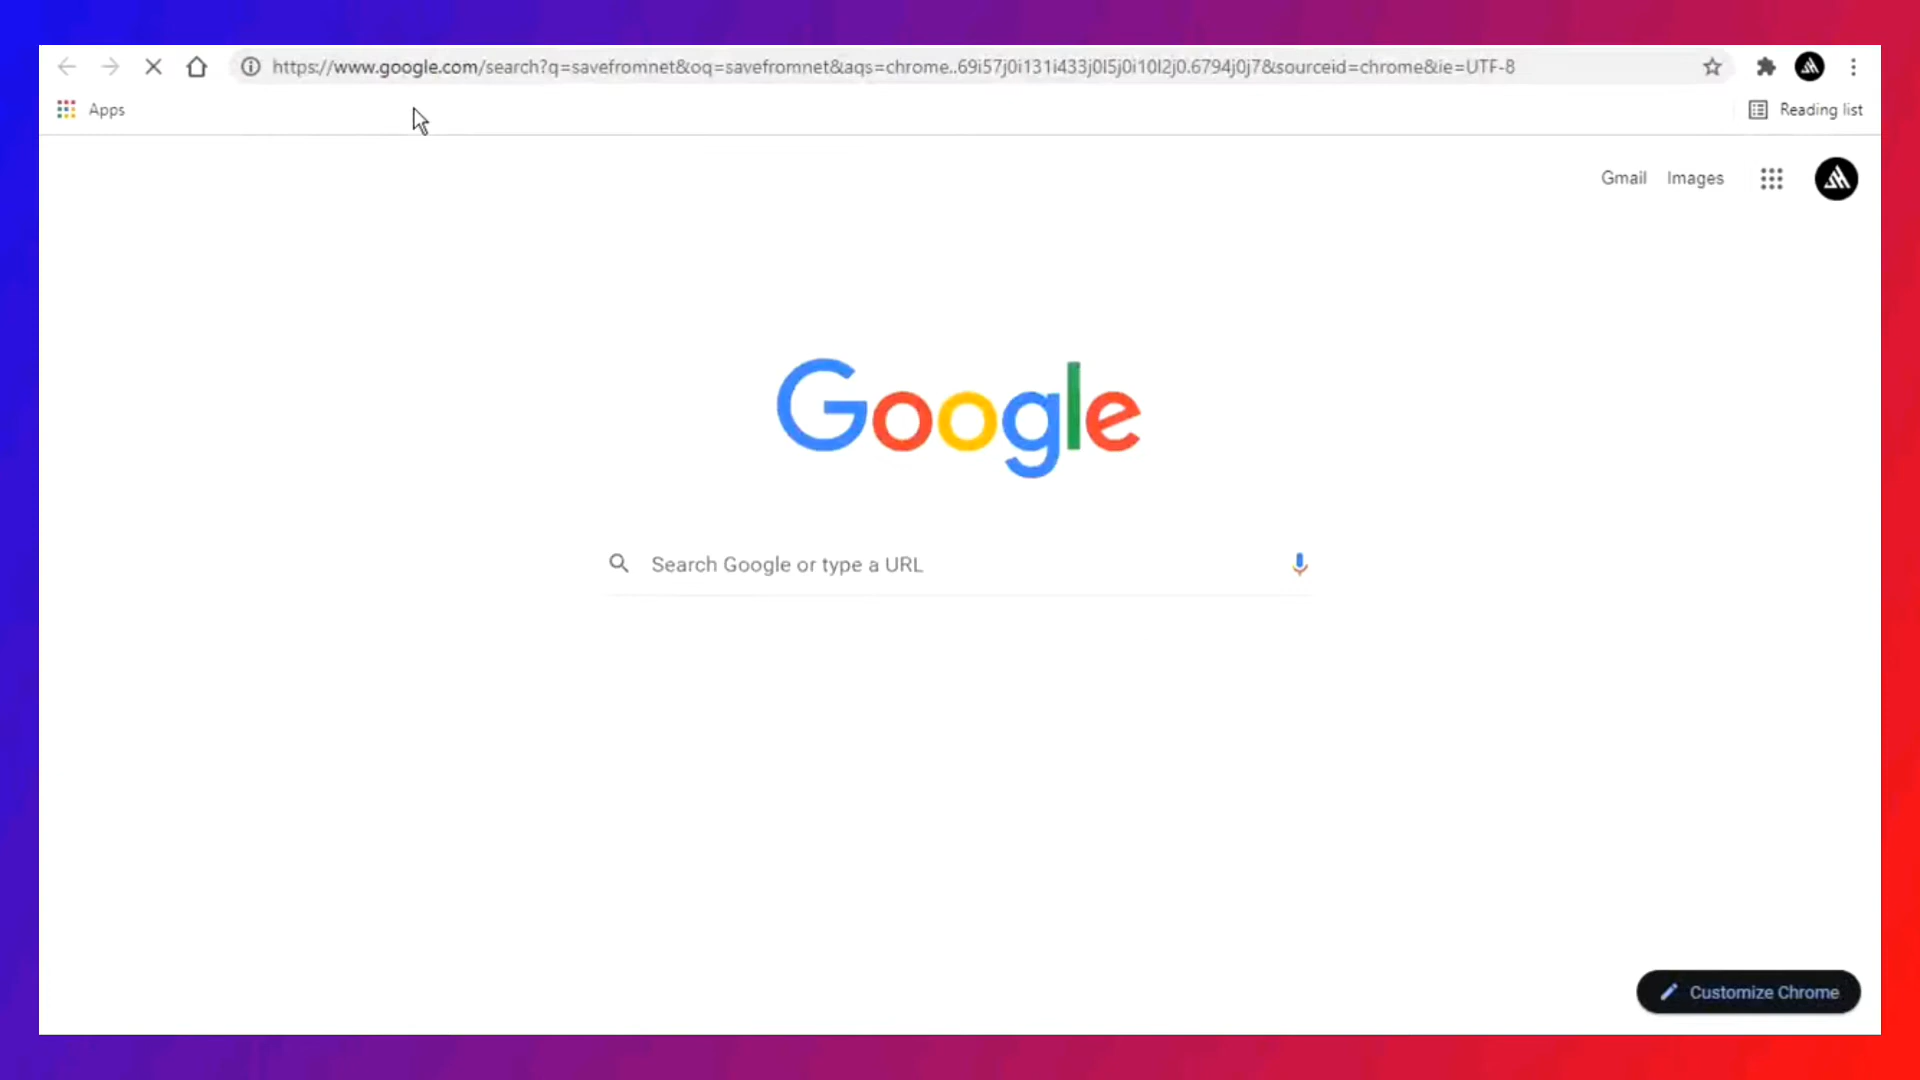 https://www.google.com/search?q=savefromnet&oq=savefromnet&aqs=chrome..69i57j0i131i433j0l5j0i10l2j0.6794j0j7&sourceid=chrome&ie=UTF-8
Apps
Reading list
Gmail Images
Google
Search Google or type a URL
Customize Chrome